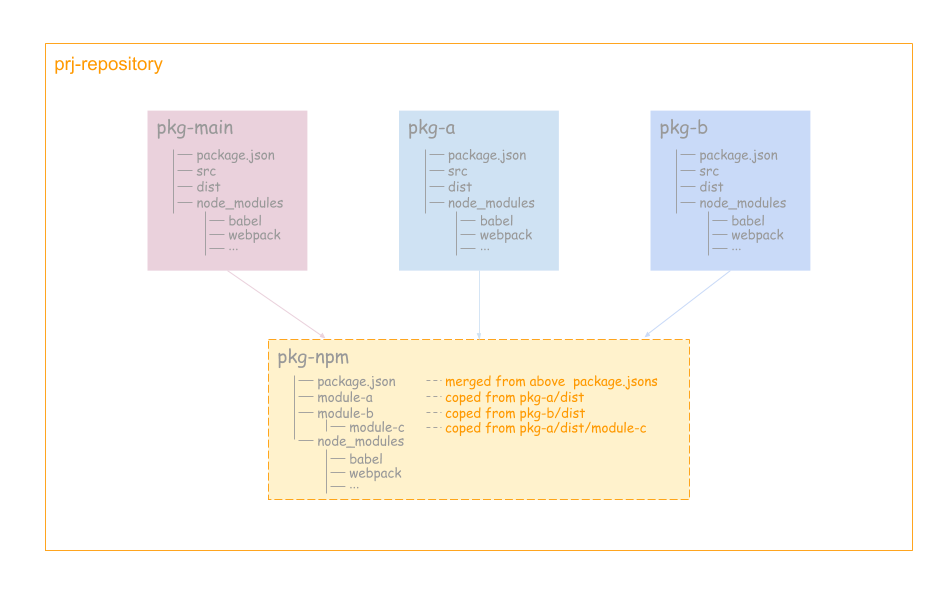 prj-repository
pkg-main
package.json
src
dist
node_modules
babel
webpack
...
pkg-a
package.json
src
dist
node_modules
babel
webpack
...
pkg-b
package.json
src
dist
node_modules
babel
webpack
...
pkg-npm
package.json --- merged from above package.jsons
module-a --- coped from pkg-a/dist
module-b --- coped from pkg-b/dist
module-c --- coped from pkg-a/dist/module-c
node_modules
babel
webpack
...